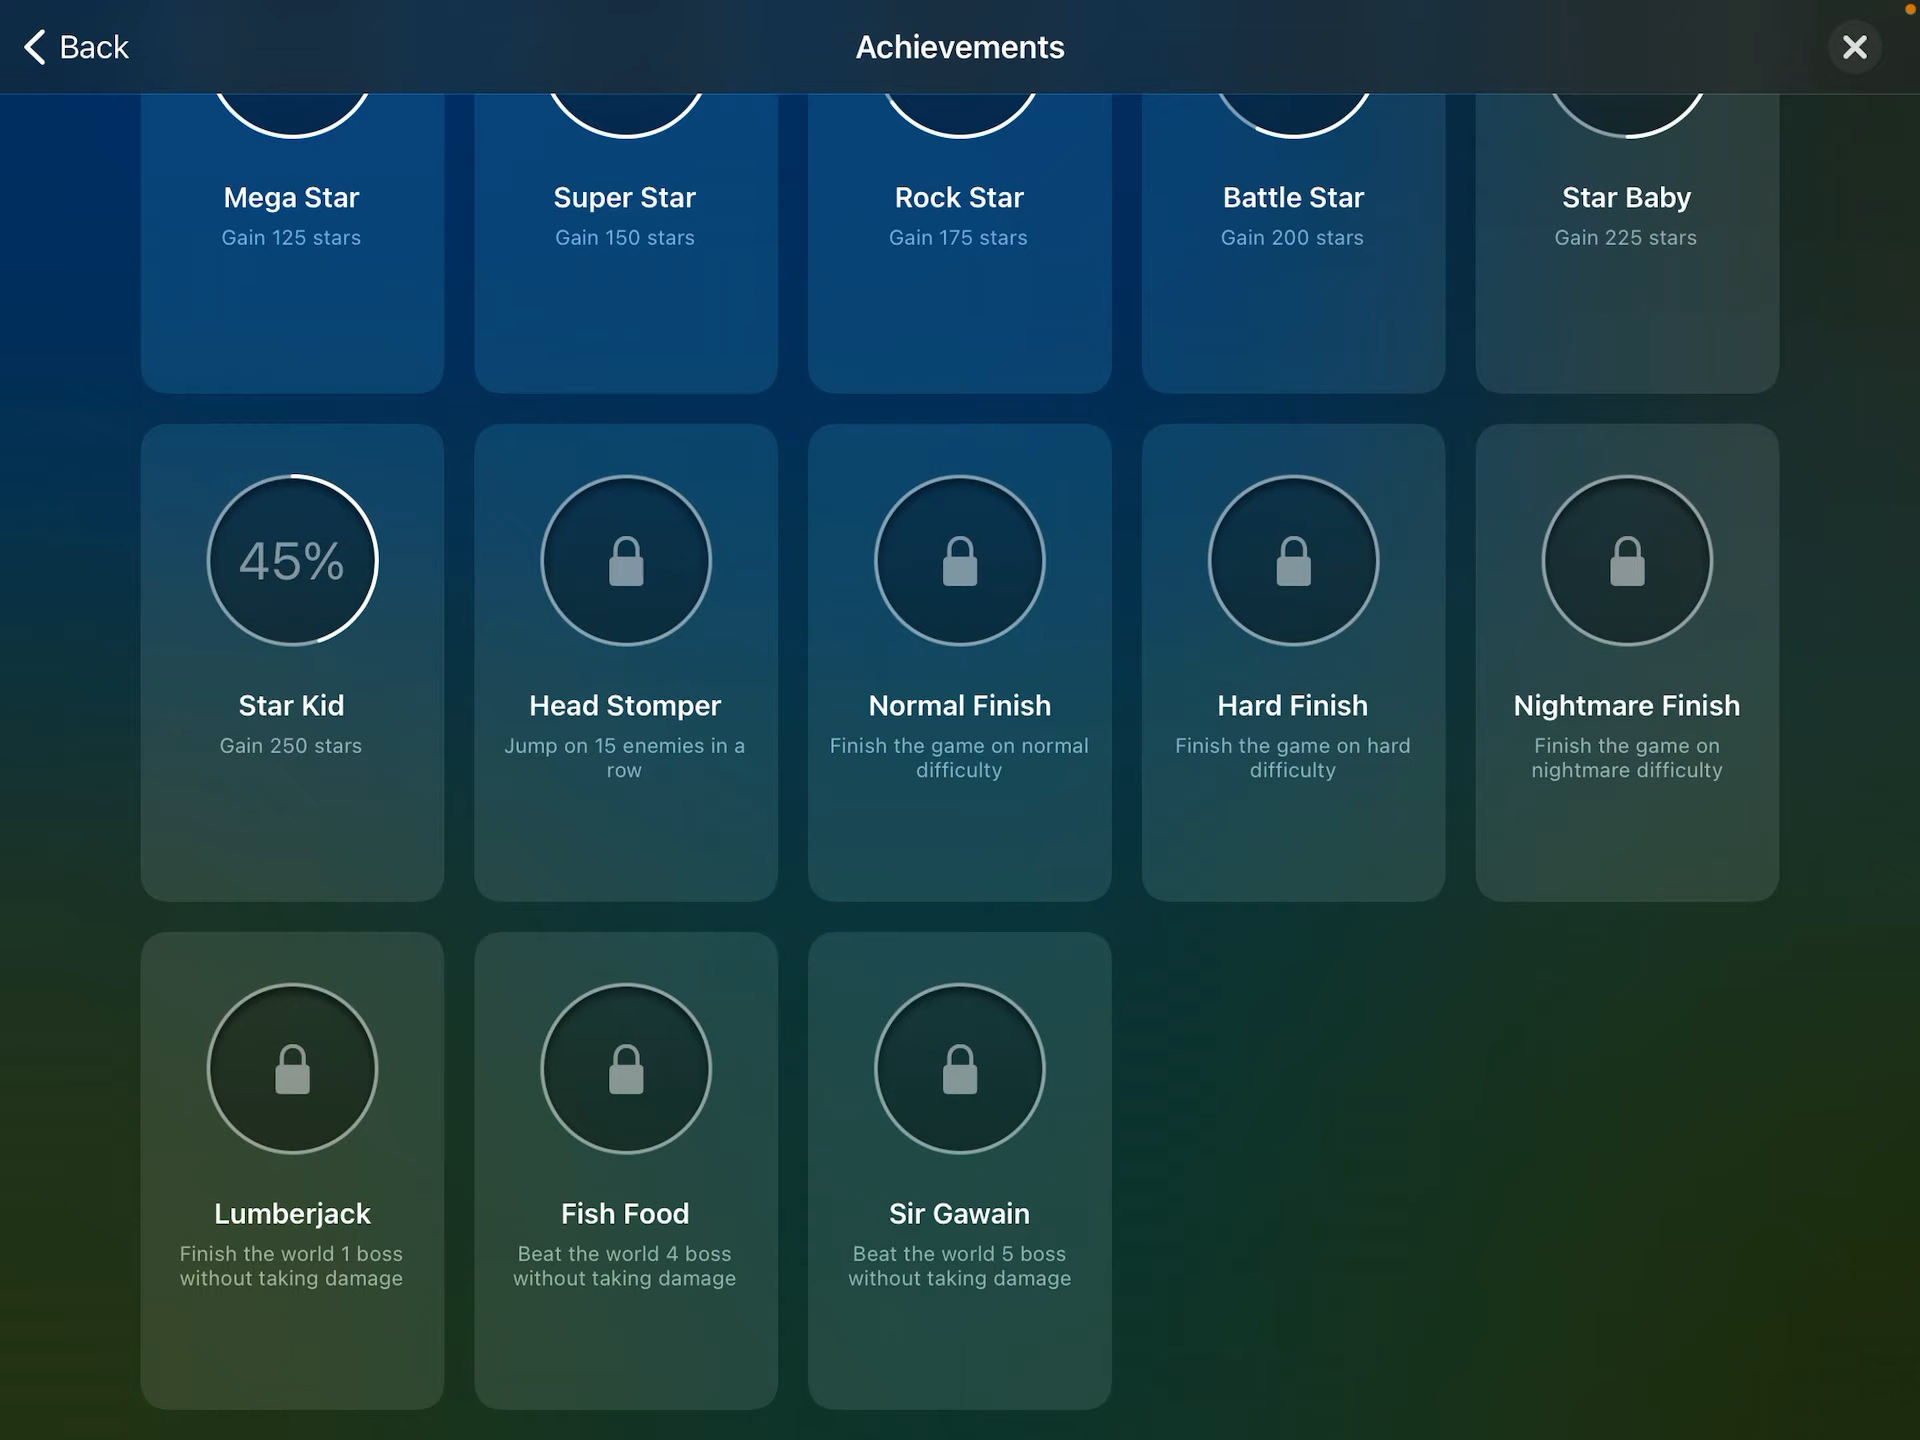 Back
Achievements
Mega Star
Gain 125 stars
Super Star
Gain 150 stars
Rock Star
Gain 175 stars
Battle Star
Gain 200 stars
Star Baby
Gain 225 stars
45%
Star Kid
Gain 250 stars
Head Stomper
Jump on 15 enemies in a
row
Normal Finish
Finish the game on normal
difficulty
Hard Finish
Finish the game on hard
difficulty
Nightmare Finish
Finish the game on
nightmare difficulty
Lumberjack
Finish the world 1 boss
without taking damage
Fish Food
Beat the world 4 boss
without taking damage
Sir Gawain
Beat the world 5 boss
without taking damage